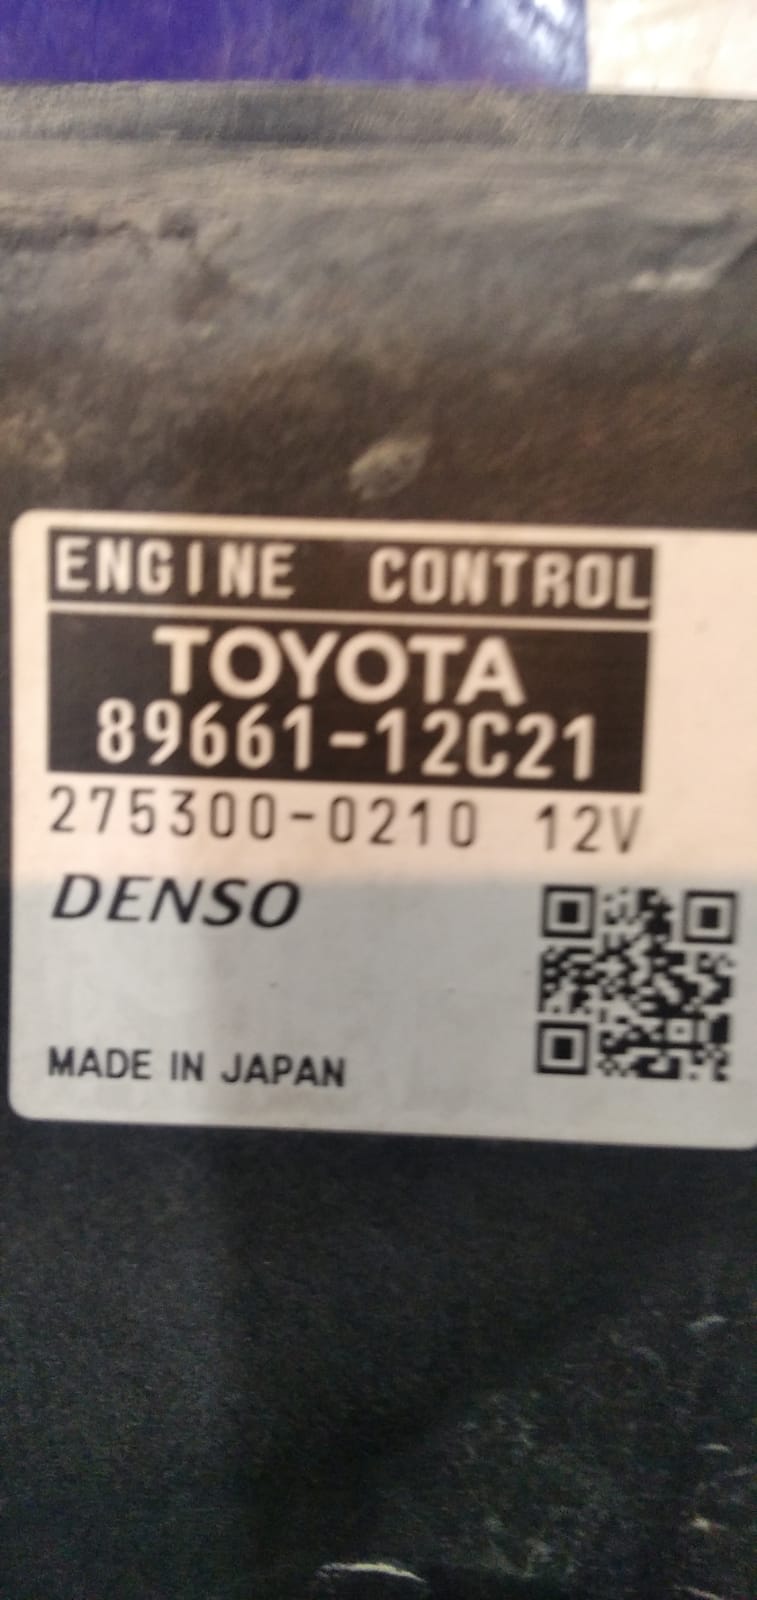 ENGINE CONTROL
TOYOTA
89661-12C21
275300-0210 12V
DENSO
MADE IN JAPAN